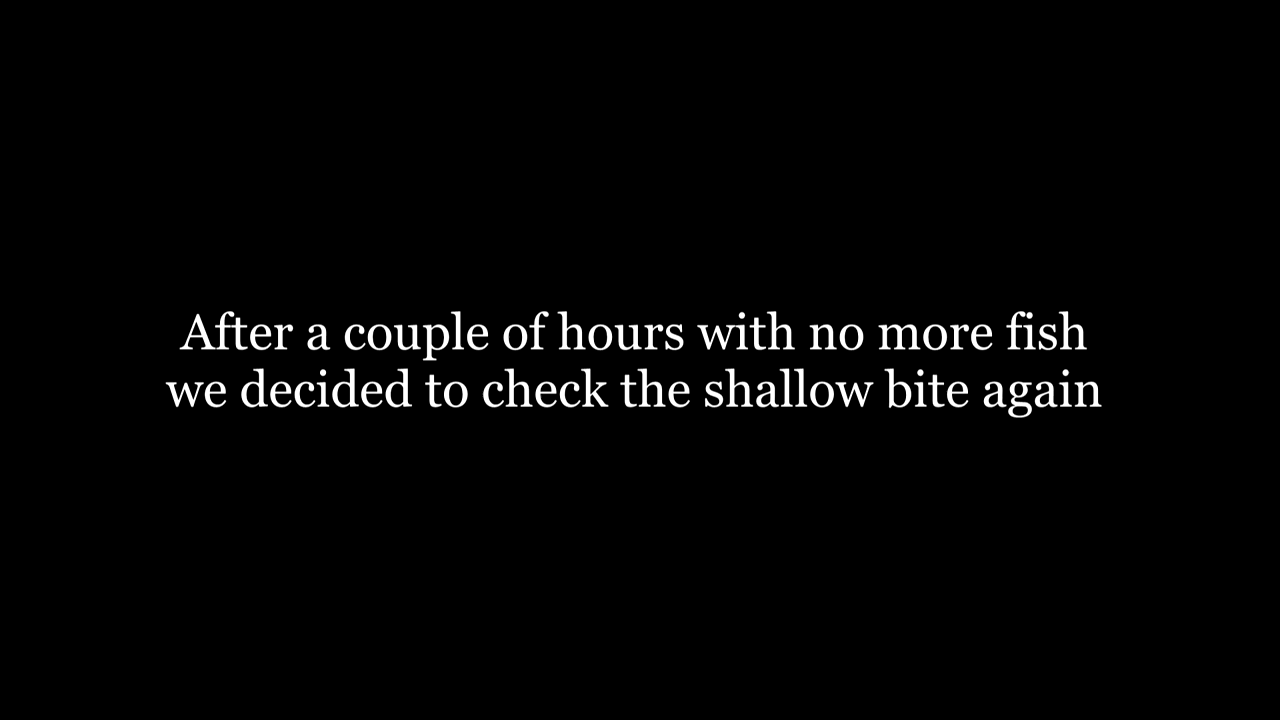 After a couple of hours with no more fish
we decided to check the shallow bite again